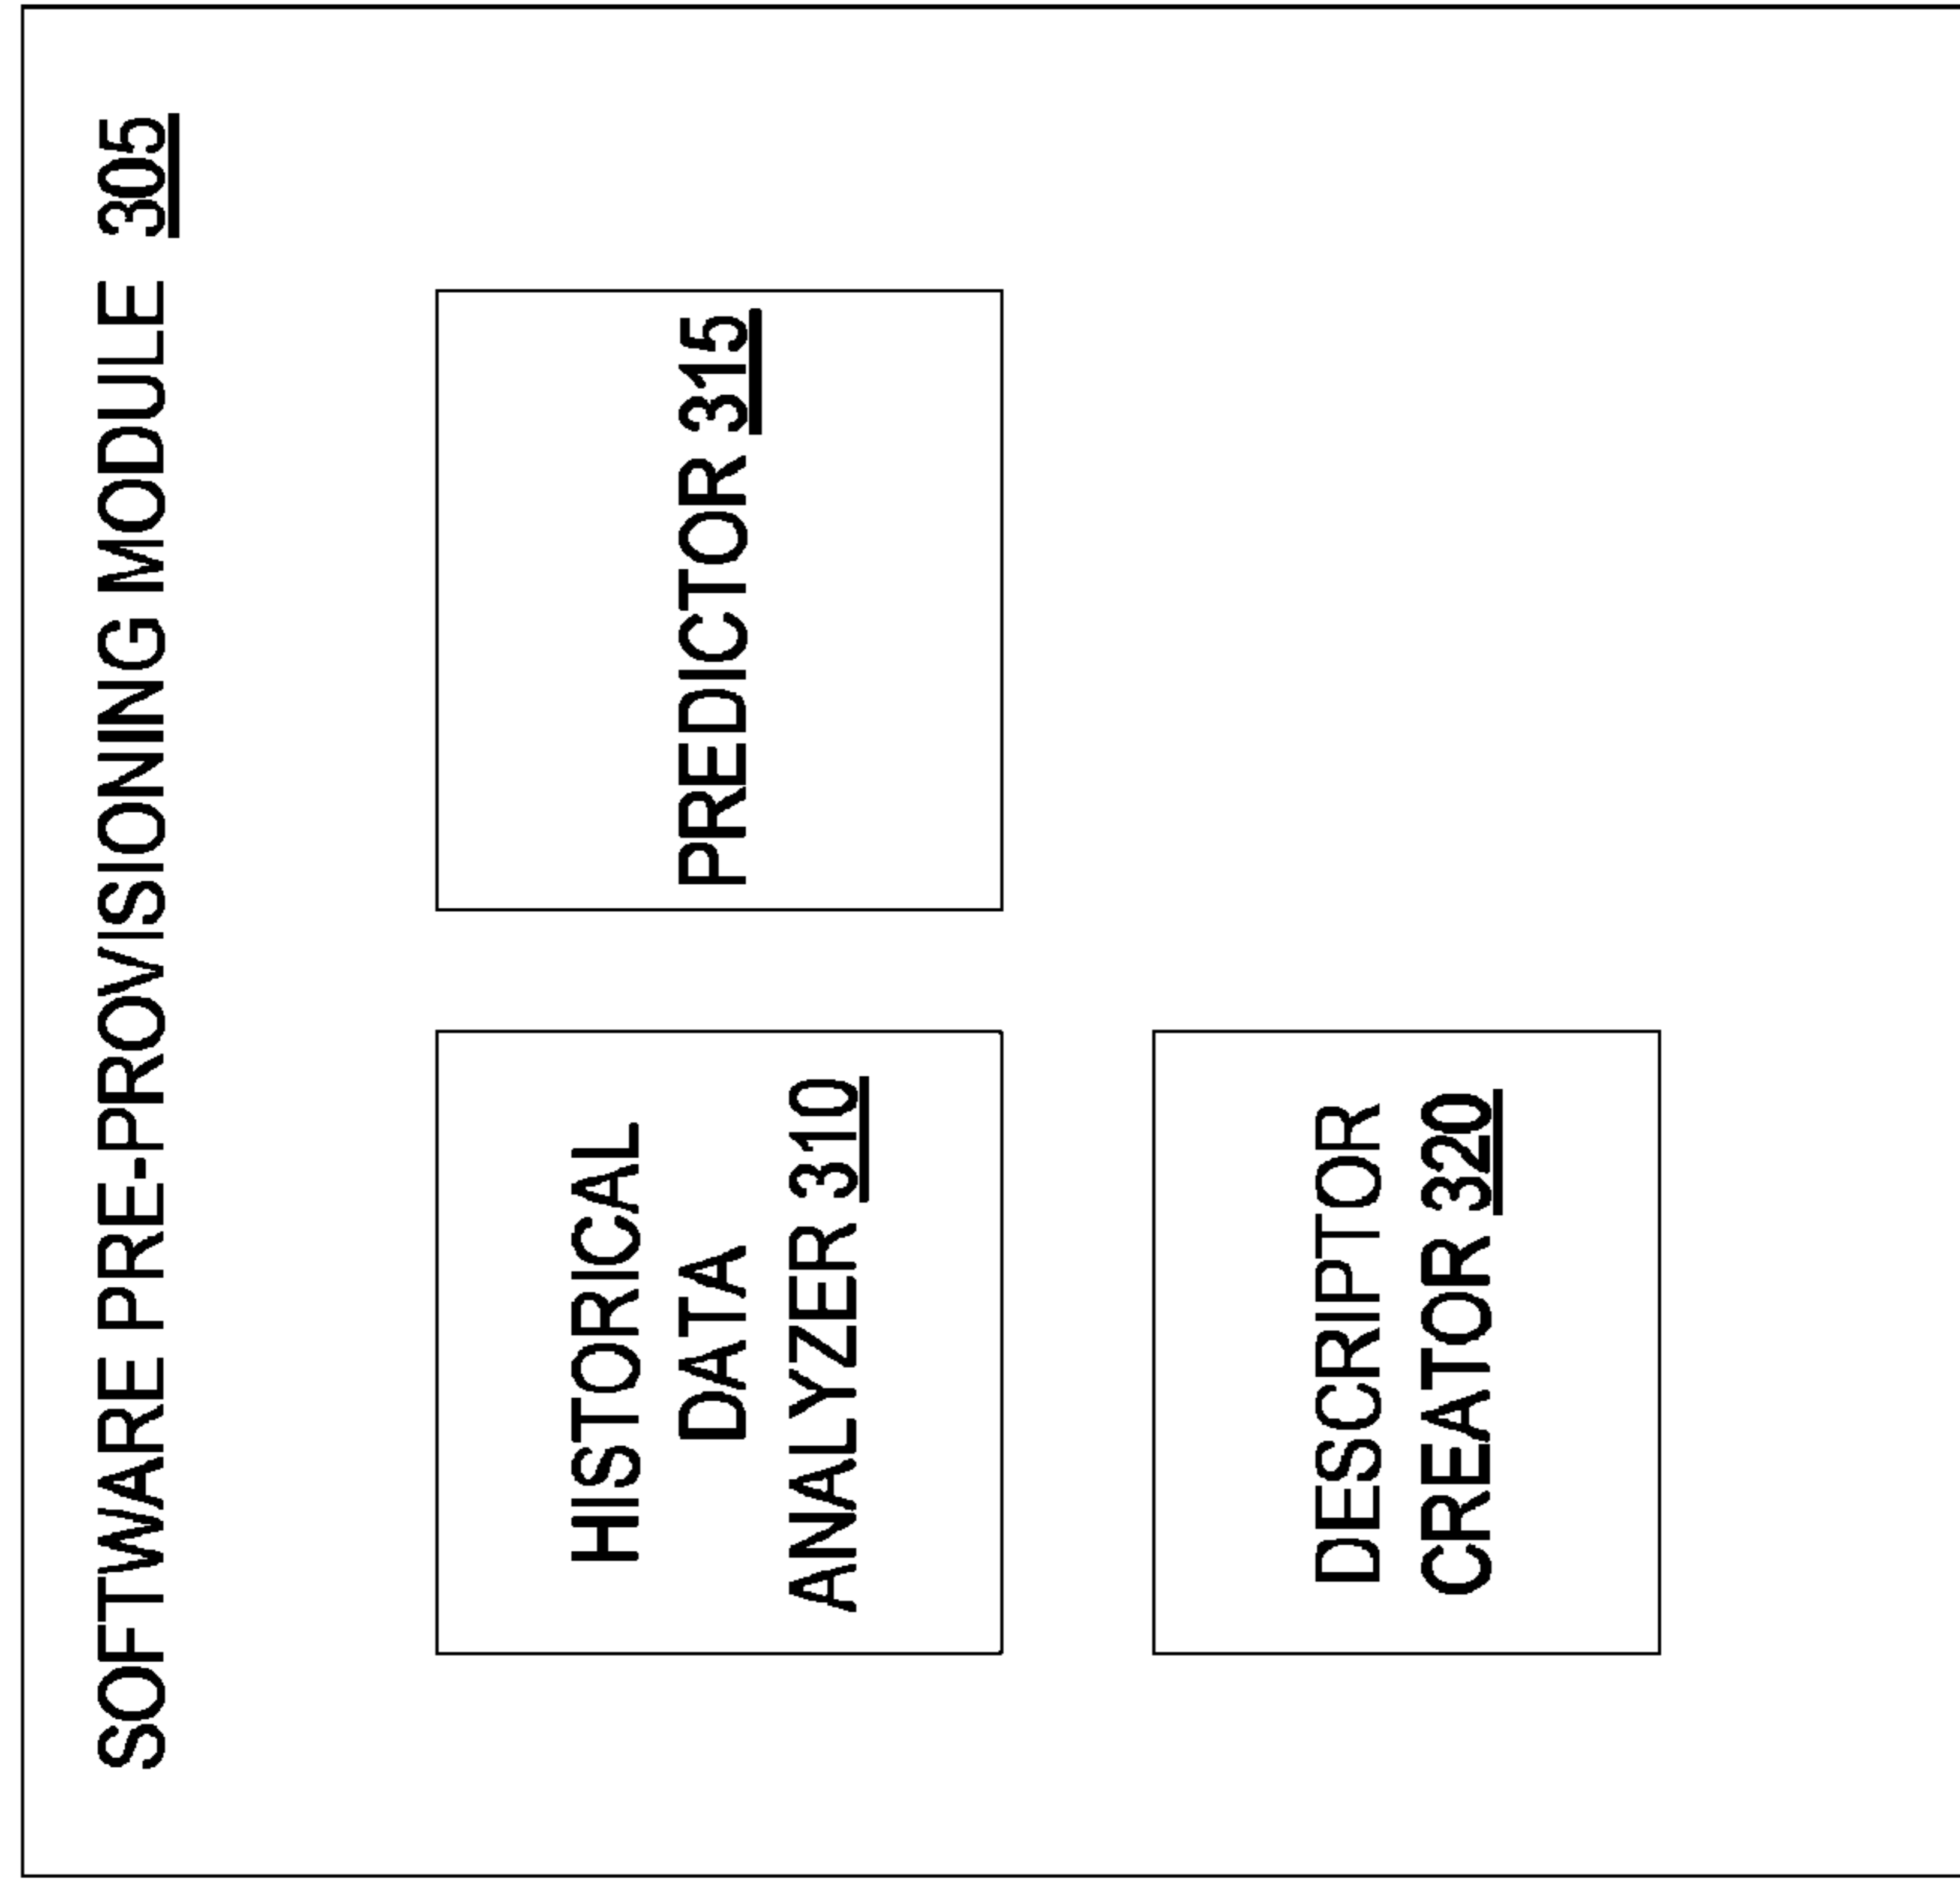 SOFTWARE PRE-PROVISIONING MODULE 305
HISTORICAL
DATA
ANALYZER 310
PREDICTOR 315
DESCRIPTOR
CREATOR 320